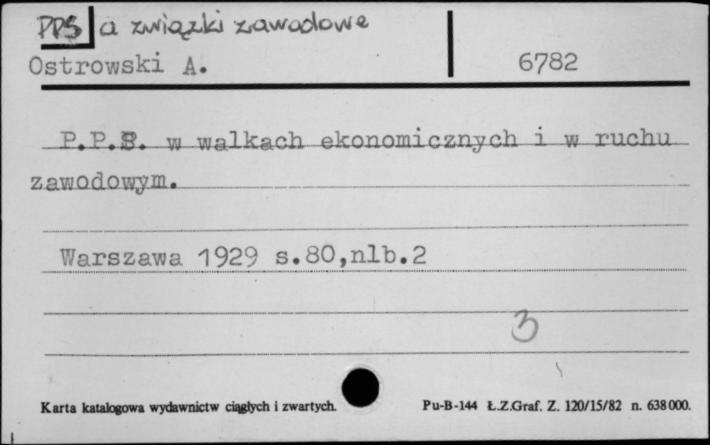 PPS a związki zawodowe
Ostrowski A. 6782
P.P.S. w walkach ekonomicznych i w ruchu
zawodowym.
Warszawa 1929 s.80,nlb.2
3
Karta katalogowa wydawnictw ciągłych i zwartych. Pu-B-144 Ł.Z.Graf. Z. 120/15/82 n. 638000.